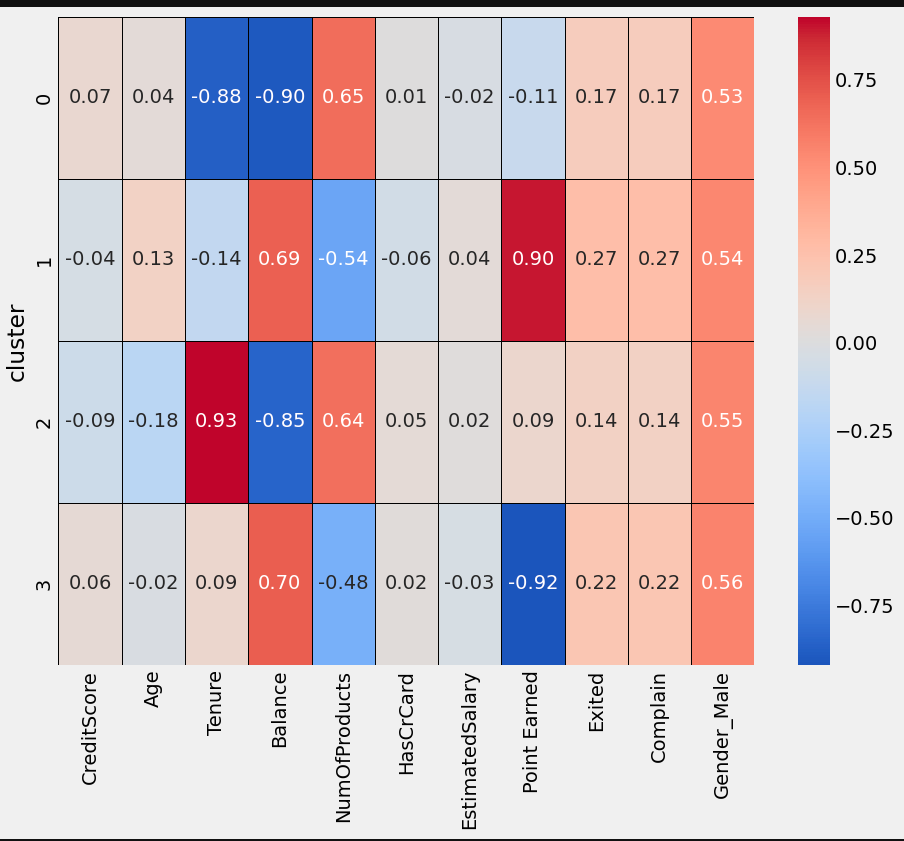 0 0.07 0.04 -0.88 -0.90 0.65 0.01 -0.02 -0.11 0.17 0.17 0.53
1 -0.04 0.13 -0.14 0.69 -0.54 -0.06 0.04 0.90 0.27 0.27 0.54
2 -0.09 -0.18 0.93 -0.85 0.64 0.05 0.02 0.09 0.14 0.14 0.55
3 0.06 -0.02 0.09 0.70 -0.48 0.02 -0.03 -0.92 0.22 0.22 0.56
cluster
CreditScore
Age
Tenure
Balance
NumOfProducts
HasCrCard
EstimatedSalary
Point Earned
Exited
Complain
Gender_Male
0.75
0.50
0.25
0.00
−0.25
−0.50
−0.75